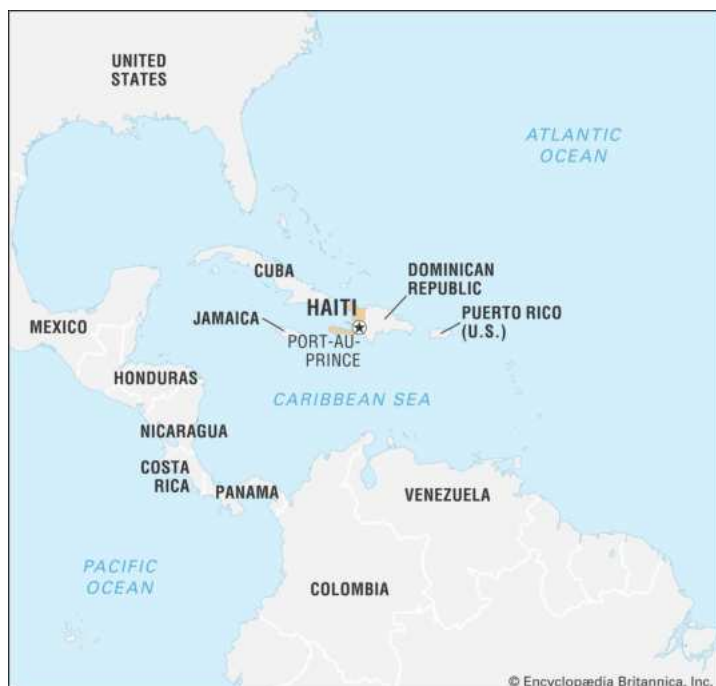 UNITED
STATES
ATLANTIC
OCEAN
CUBA
DOMINICAN
REPUBLIC
HAITI
JAMAICA
PUERTO RICO
(U.S.)
MEXICO
PORT-AU-
PRINCE
HONDURAS
CARIBBEAN SEA
NICARAGUA
COSTA
RICA
PANAMA
VENEZUELA
PACIFIC
OCEAN
COLOMBIA
© Encyclopædia Britannica, Inc.